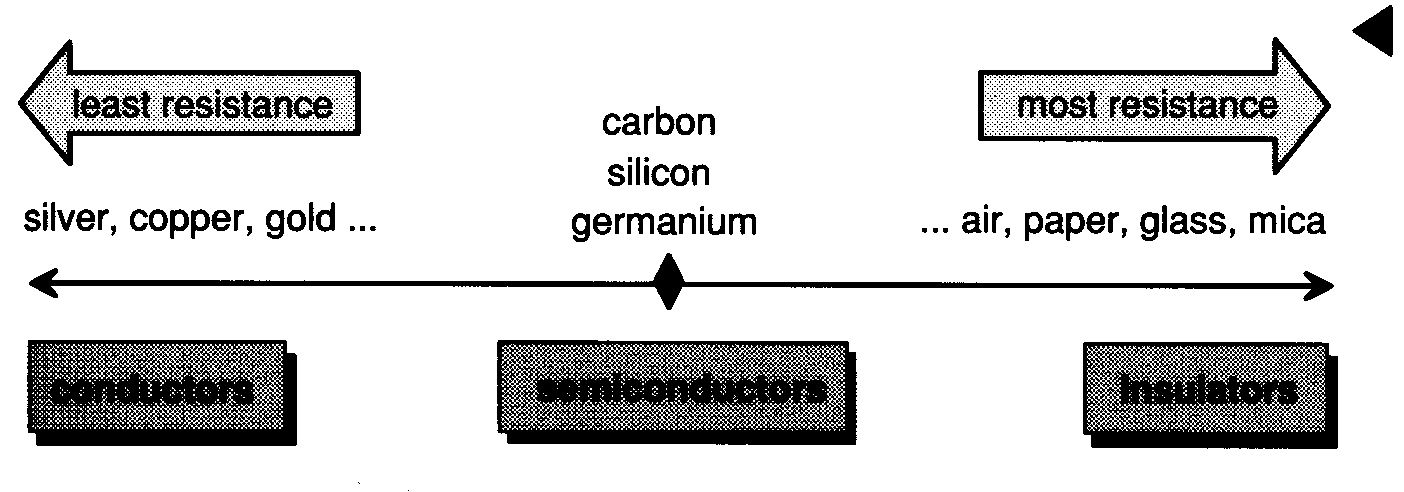 least resistance
most resistance
carbon
silicon
germanium
silver, copper, gold ...
... air, paper, glass, mica
conductors
semiconductors
insulators